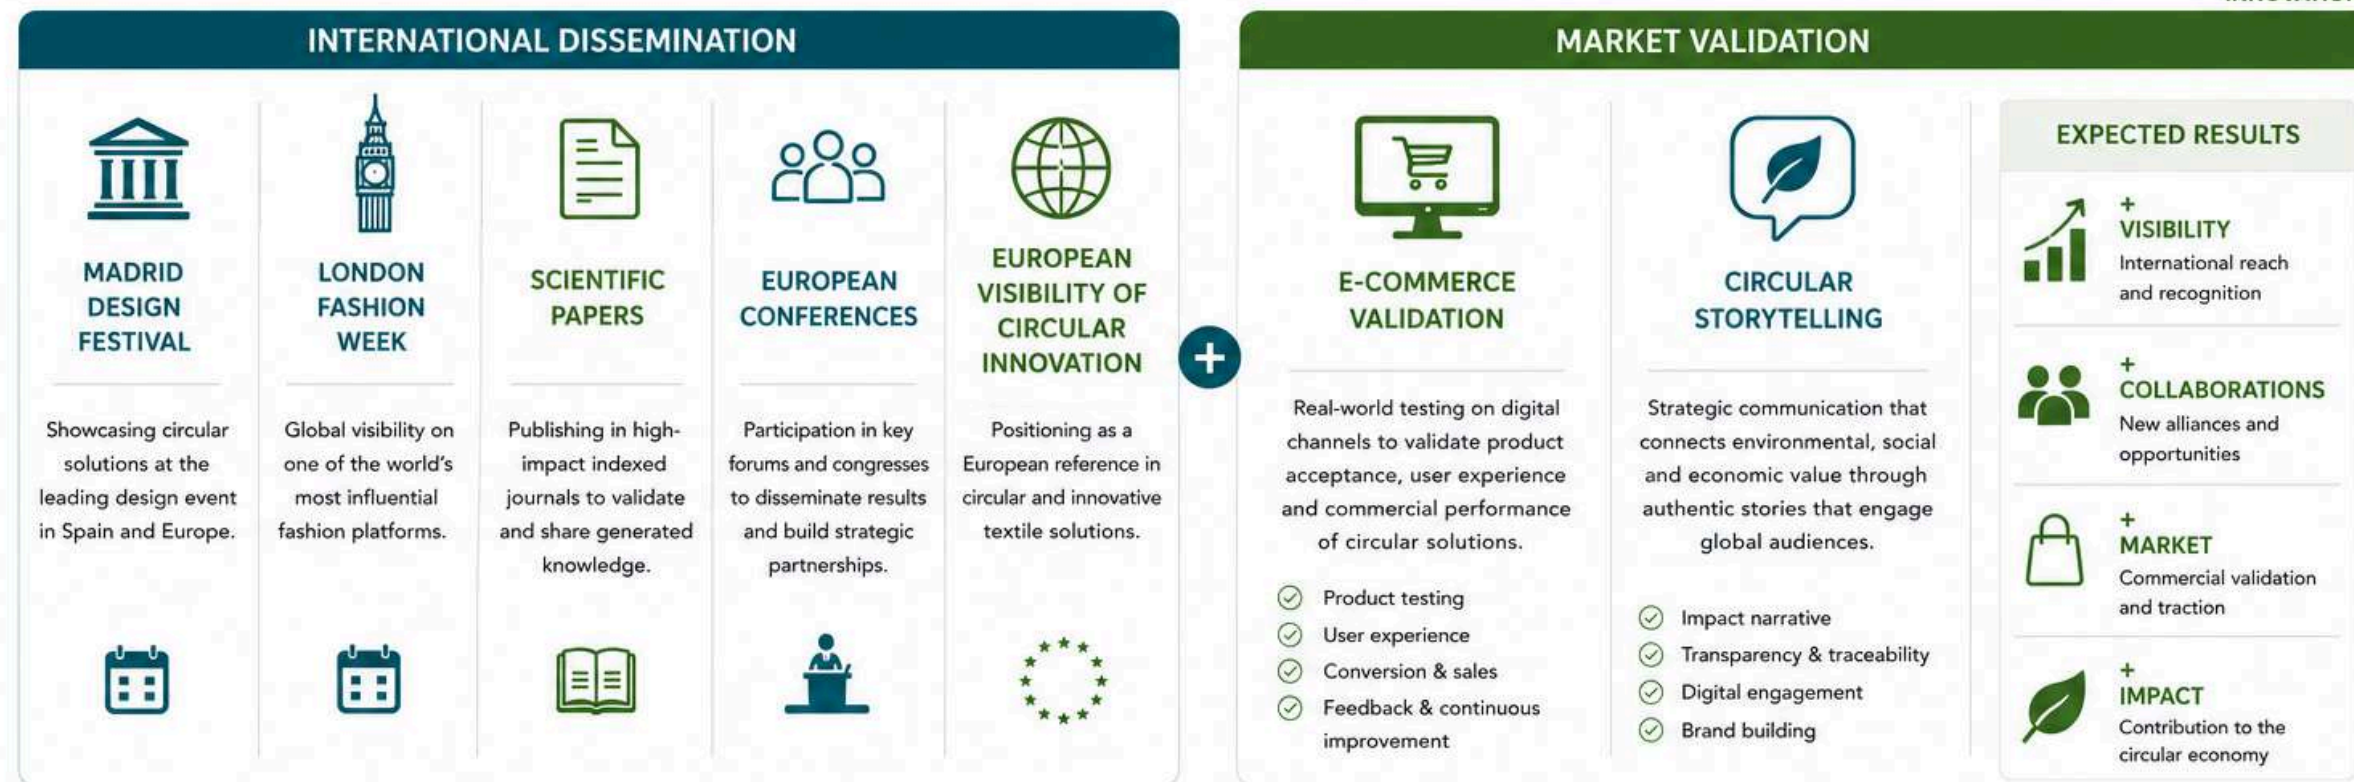 INTERNATIONAL DISSEMINATION
MADRID
DESIGN
FESTIVAL
Showcasing circular
solutions at the
leading design event
in Spain and Europe.
LONDON
FASHION
WEEK
Global visibility on
one of the world's
most influential
fashion platforms.
SCIENTIFIC
PAPERS
Publishing in high-
impact indexed
journals to validate
and share generated
knowledge.
EUROPEAN
CONFERENCES
Participation in key
forums and congresses
to disseminate results
and build strategic
partnerships.
EUROPEAN
VISIBILITY OF
CIRCULAR
INNOVATION
Positioning as a
European reference in
circular and innovative
textile solutions.
+
MARKET VALIDATION
E-COMMERCE
VALIDATION
Real-world testing on digital
channels to validate product
acceptance, user experience
and commercial performance
of circular solutions.
Product testing
User experience
Conversion & sales
Feedback & continuous
improvement
CIRCULAR
STORYTELLING
Strategic communication that
connects environmental, social
and economic value through
authentic stories that engage
global audiences.
Impact narrative
Transparency & traceability
Digital engagement
Brand building
EXPECTED RESULTS
+
VISIBILITY
International reach
and recognition
+
COLLABORATIONS
New alliances and
opportunities
+
MARKET
Commercial validation
and traction
+
IMPACT
Contribution to the
circular economy